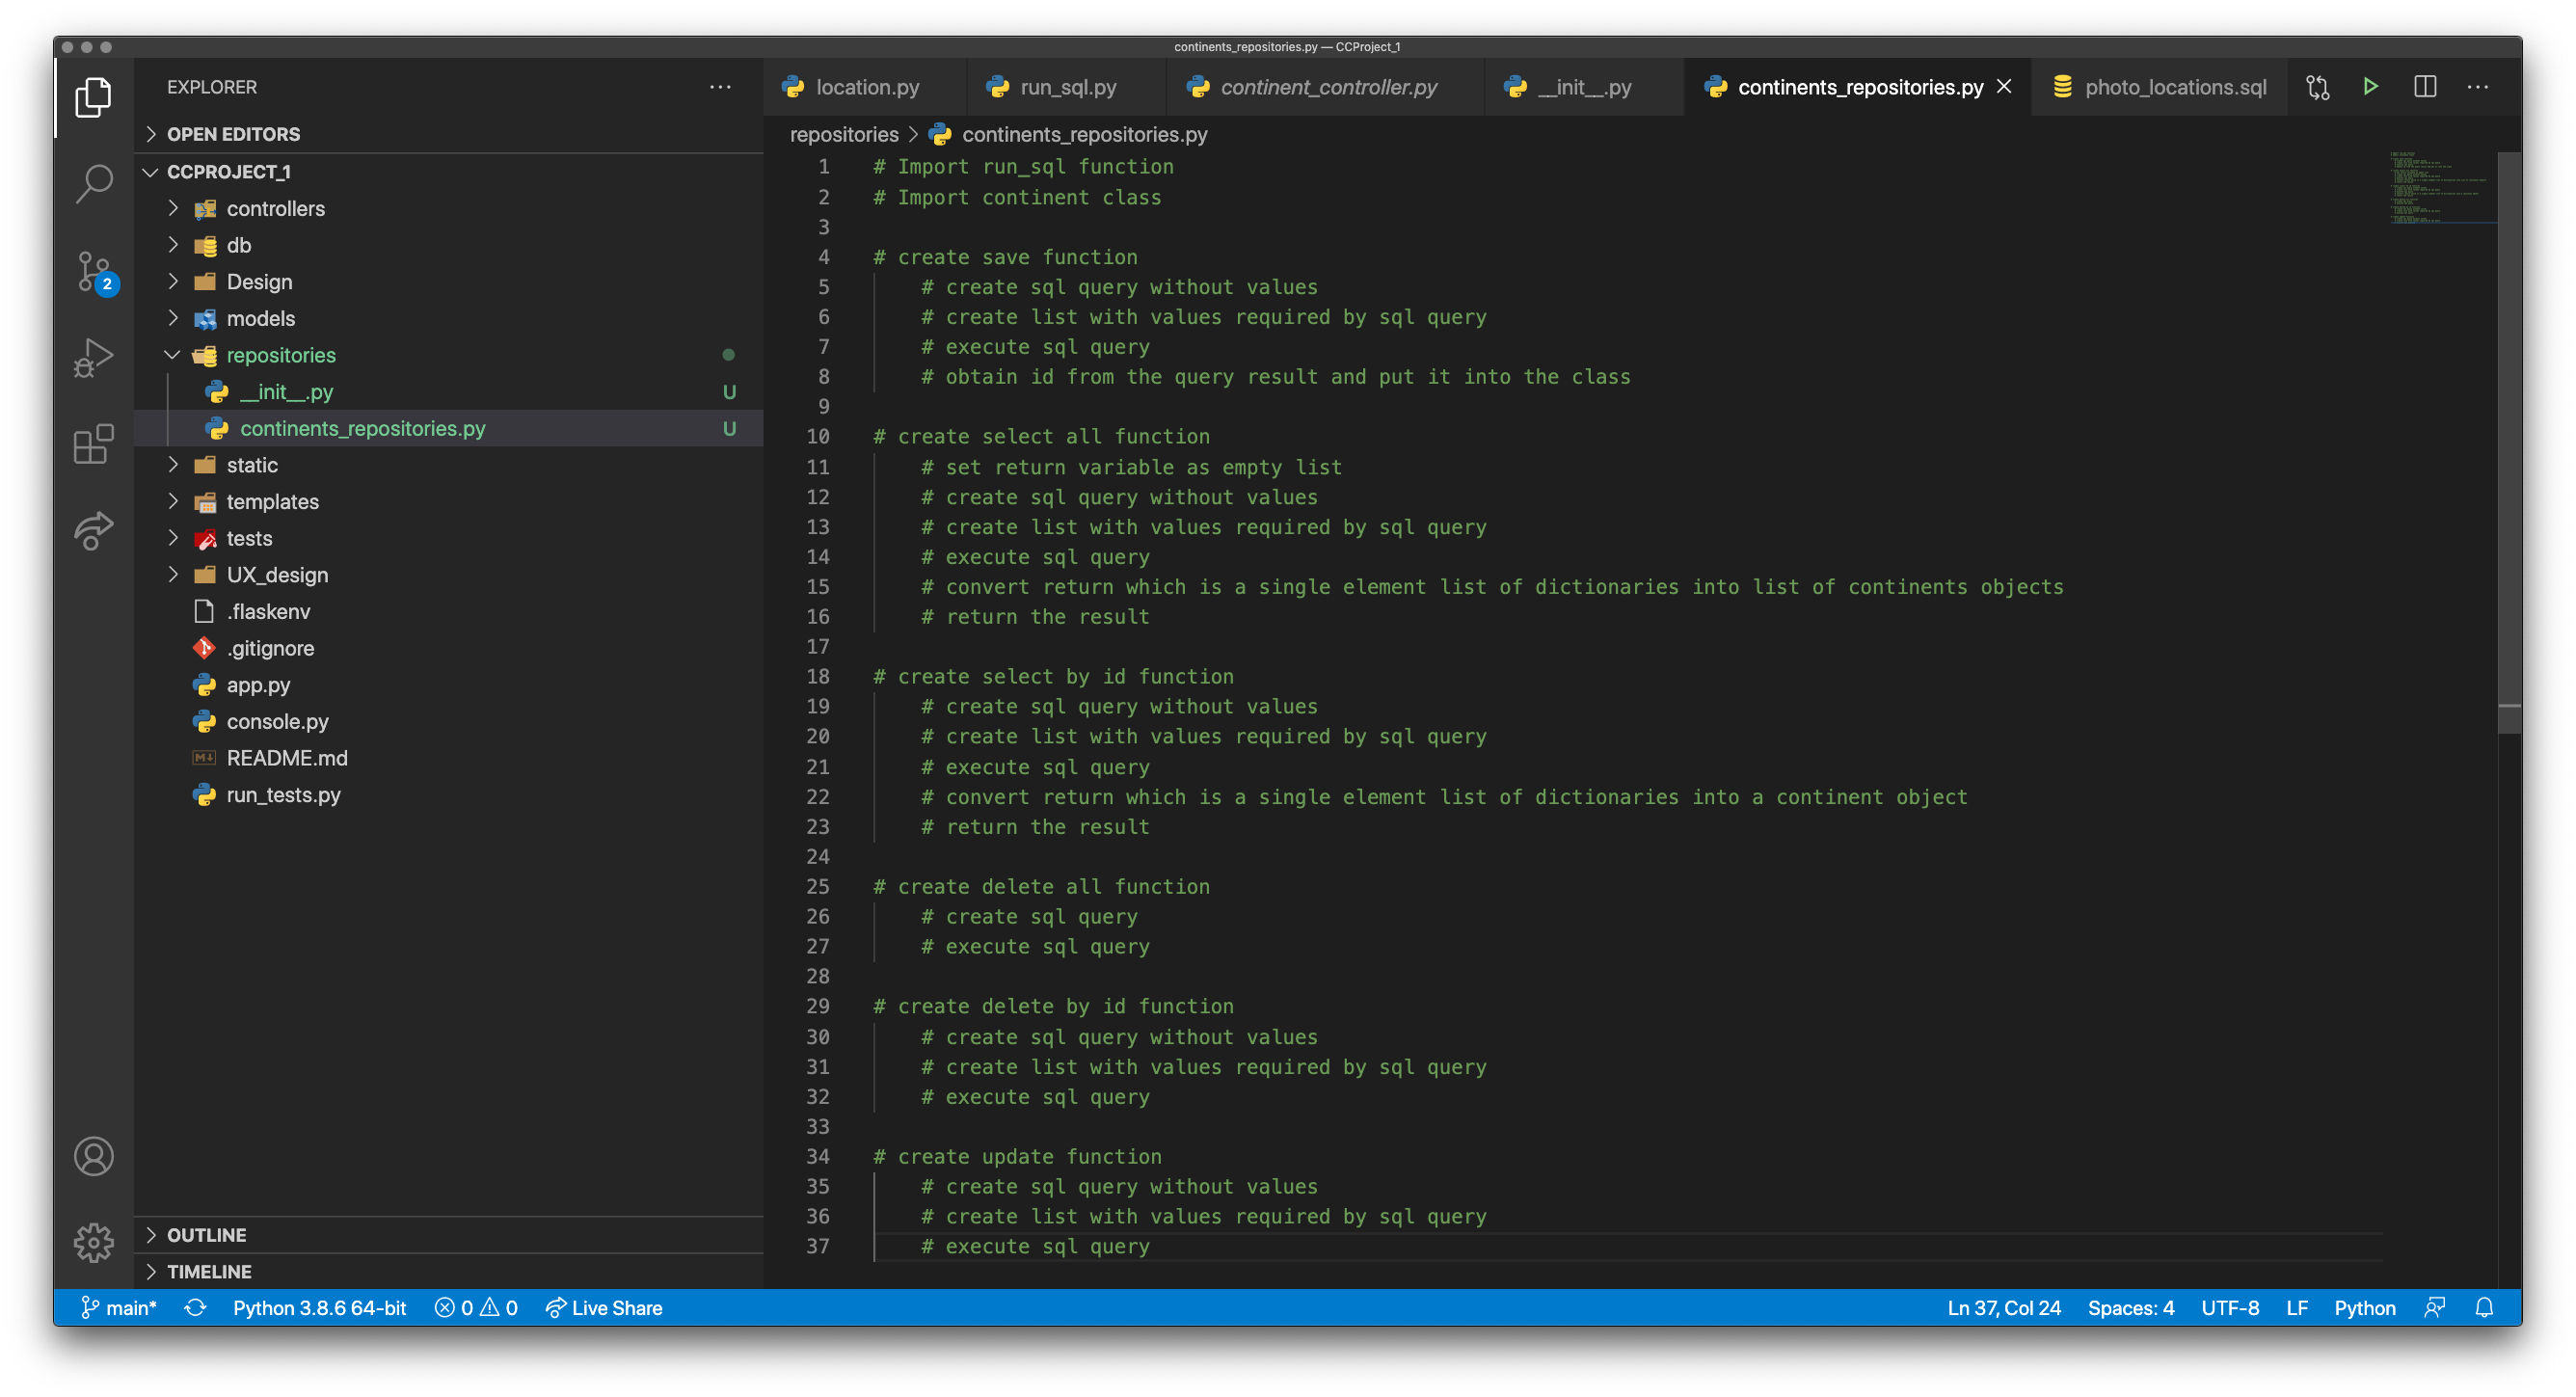 continents_repositories.py — CCProject_1
EXPLORER
OPEN EDITORS
CCPROJECT_1
controllers
db
Design
models
repositories
__init__.py U
continents_repositories.py U
static
templates
tests
UX_design
.flaskenv
.gitignore
app.py
console.py
README.md
run_tests.py
OUTLINE
TIMELINE
2
location.py run_sql.py continent_controller.py __init__.py continents_repositories.py photo_locations.sql
repositories > continents_repositories.py
1 # Import run_sql function
2 # Import continent class
3
4 # create save function
5 # create sql query without values
6 # create list with values required by sql query
7 # execute sql query
8 # obtain id from the query result and put it into the class
9
10 # create select all function
11 # set return variable as empty list
12 # create sql query without values
13 # create list with values required by sql query
14 # execute sql query
15 # convert return which is a single element list of dictionaries into list of continents objects
16 # return the result
17
18 # create select by id function
19 # create sql query without values
20 # create list with values required by sql query
21 # execute sql query
22 # convert return which is a single element list of dictionaries into a continent object
23 # return the result
24
25 # create delete all function
26 # create sql query
27 # execute sql query
28
29 # create delete by id function
30 # create sql query without values
31 # create list with values required by sql query
32 # execute sql query
33
34 # create update function
35 # create sql query without values
36 # create list with values required by sql query
37 # execute sql query
main* Python 3.8.6 64-bit 0 0 Live Share Ln 37, Col 24 Spaces: 4 UTF-8 LF Python